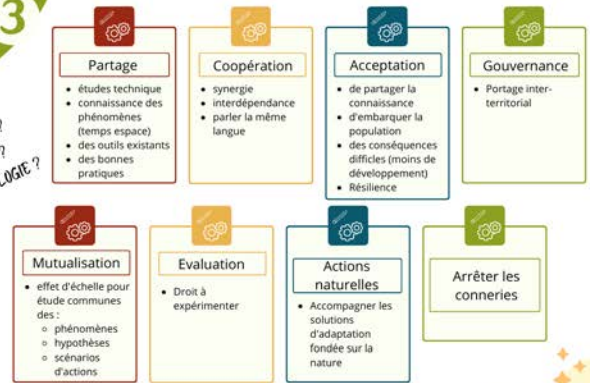 3
?
?
LOGIE ?
Partage
• études technique
• connaissance des
phénomènes
(temps espace)
• des outils existants
• des bonnes
pratiques
Coopération
• synergie
• interdépendance
• parler la même
langue
Acceptation
• de partager la
connaissance
• d'embarquer la
population
• des conséquences
difficles (moins de
développement)
• Résilience
Gouvernance
• Portage inter-
territorial
Mutualisation
• effet d'échelle pour
étude communes
des :
○ phénomènes
○ hypothèses
○ scénarios
d'actions
Evaluation
• Droit à
expérimenter
Actions
naturelles
• Accompagner les
solutions
d'adaptation
fondée sur la
nature
Arrêter les
conneries